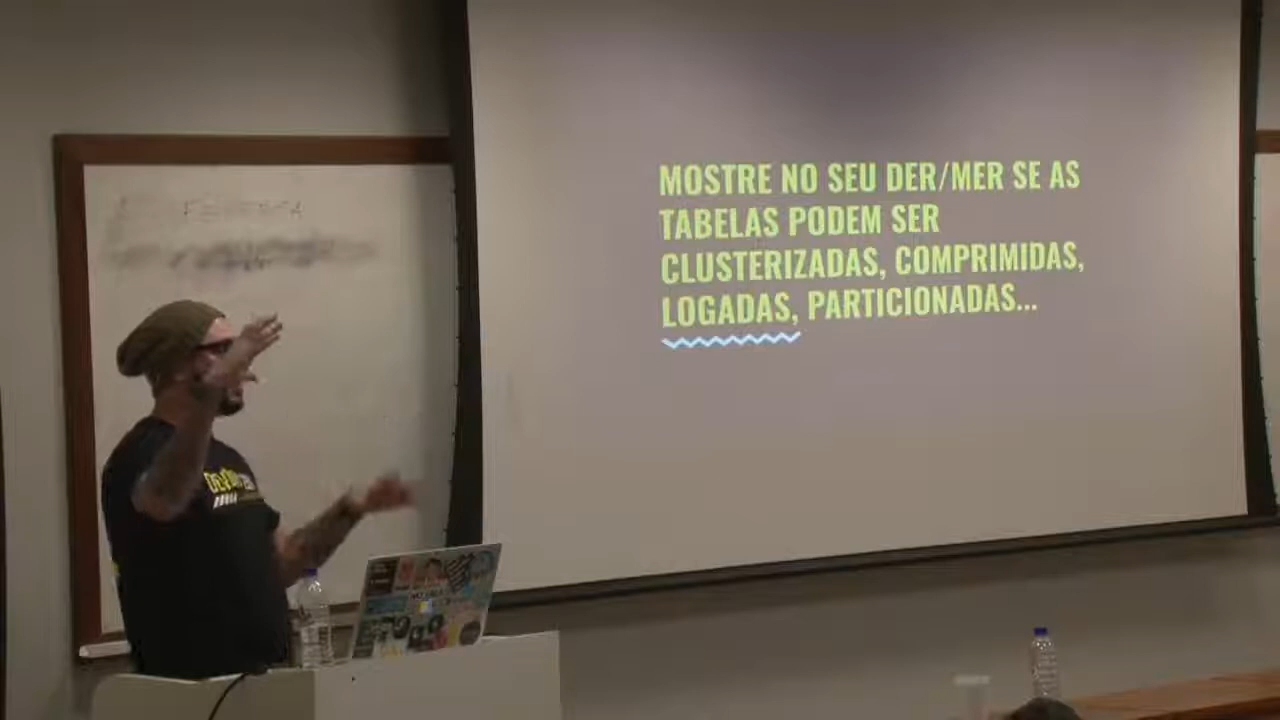 MOSTRE NO SEU DER/MER SE AS
TABELAS PODEM SER
CLUSTERIZADAS, COMPRIMIDAS,
LOGADAS, PARTICIONADAS...